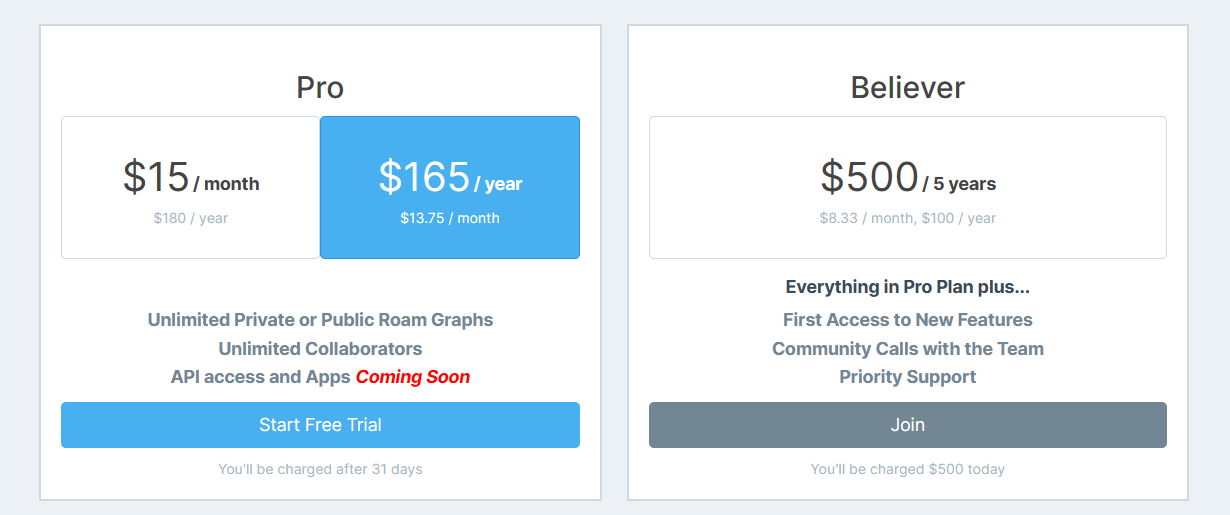 Pro
$15 / month
$180 / year
$165 / year
$13.75 / month
Unlimited Private or Public Roam Graphs
Unlimited Collaborators
API access and Apps Coming Soon
Start Free Trial
You'll be charged after 31 days
Believer
$500 / 5 years
$8.33 / month, $100 / year
Everything in Pro Plan plus...
First Access to New Features
Community Calls with the Team
Priority Support
Join
You'll be charged $500 today